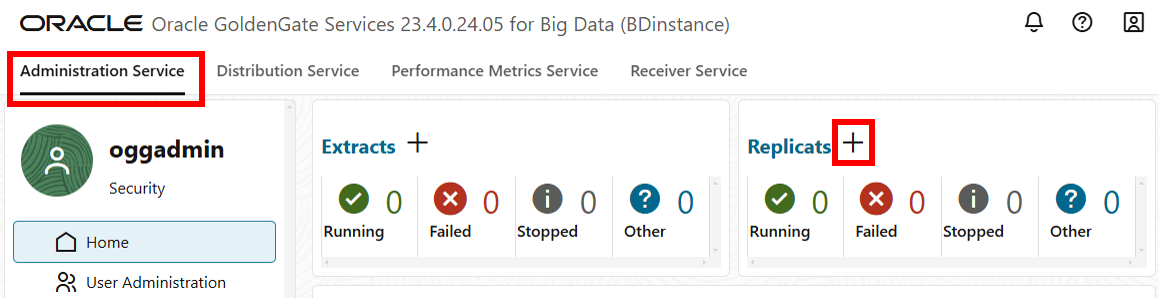 ORACLE Oracle GoldenGate Services 23.4.0.24.05 for Big Data (BDinstance)
Administration Service Distribution Service Performance Metrics Service Receiver Service
oggadmin
Security
Home
User Administration
Extracts
0 0 0 0
Running Failed Stopped Other
Replicats
0 0 0 0
Running Failed Stopped Other